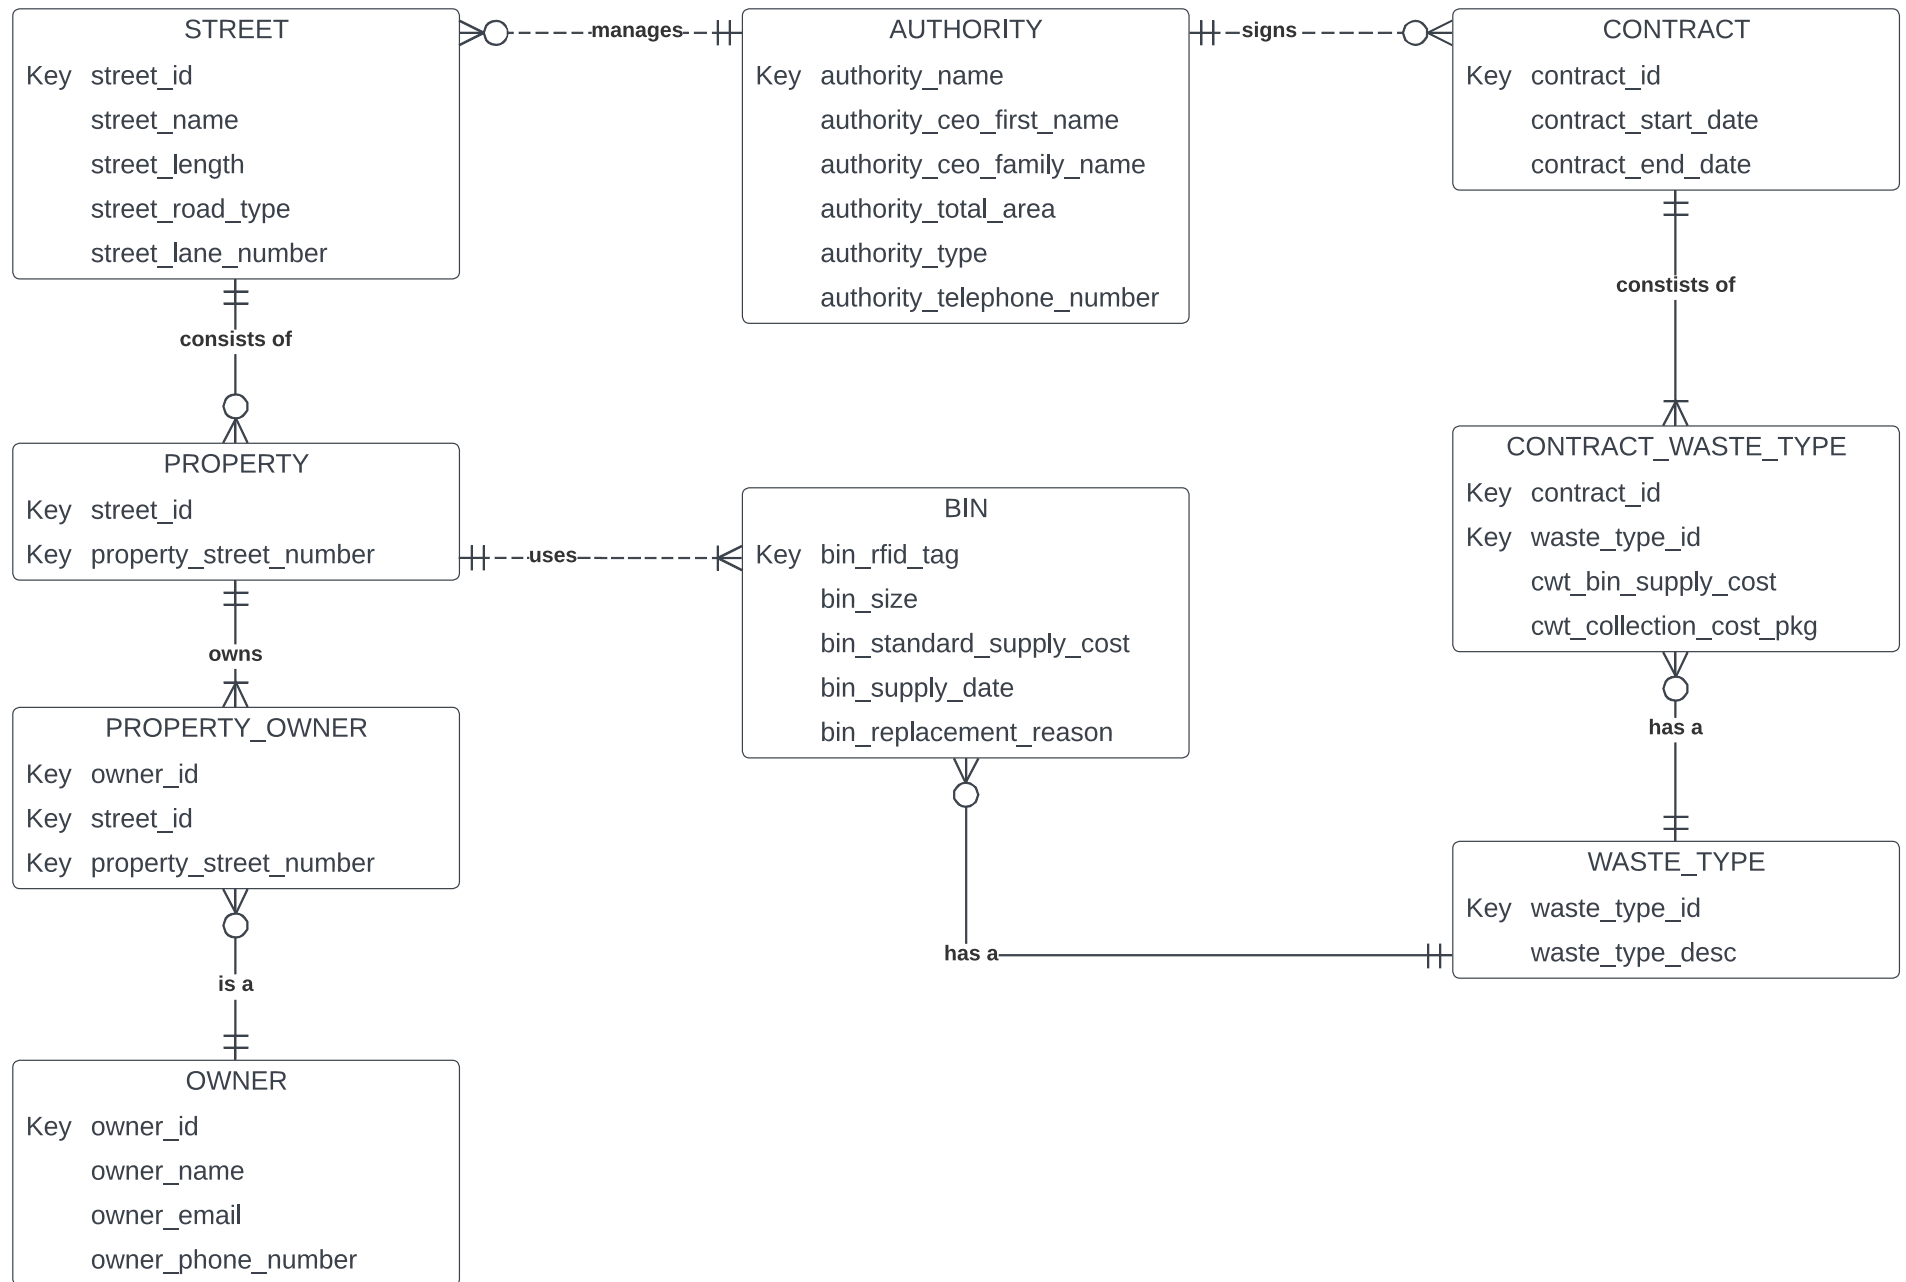 STREET
Key street_id
street_name
street_length
street_road_type
street_lane_number
manages
AUTHORITY
Key authority_name
authority_ceo_first_name
authority_ceo_family_name
authority_total_area
authority_type
authority_telephone_number
signs
CONTRACT
Key contract_id
contract_start_date
contract_end_date
consists of
constists of
PROPERTY
Key street_id
Key property_street_number
uses
BIN
Key bin_rfid_tag
bin_size
bin_standard_supply_cost
bin_supply_date
bin_replacement_reason
CONTRACT_WASTE_TYPE
Key contract_id
Key waste_type_id
cwt_bin_supply_cost
cwt_collection_cost_pkg
owns
has a
PROPERTY_OWNER
Key owner_id
Key street_id
Key property_street_number
has a
WASTE_TYPE
Key waste_type_id
waste_type_desc
is a
OWNER
Key owner_id
owner_name
owner_email
owner_phone_number